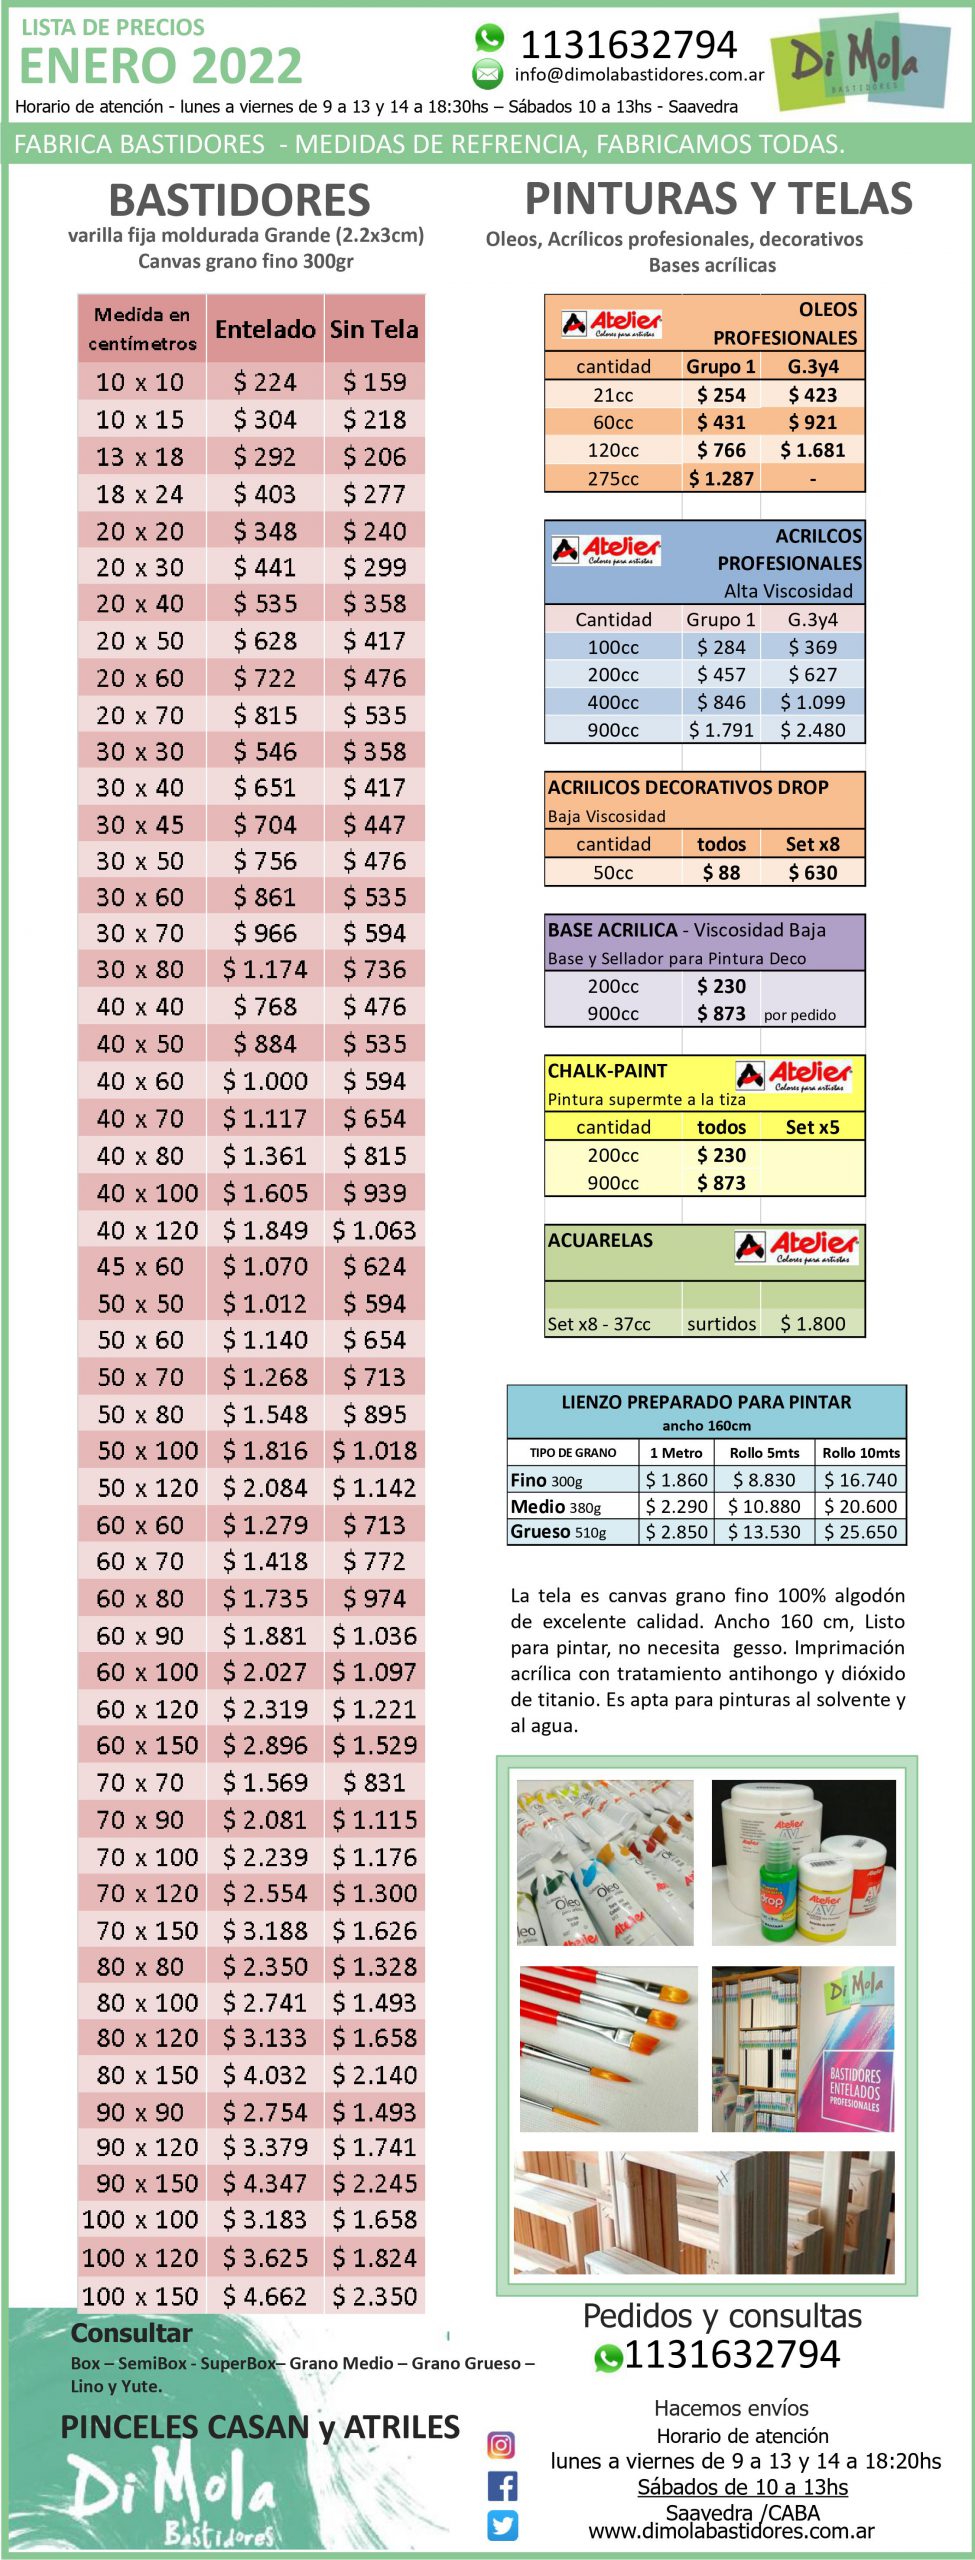 LISTA DE PRECIOS
ENERO 2022
1131632794
info@dimolabastidores.com.ar
Di Mola
BASTIDORES
Horario de atención - lunes a viernes de 9 a 13 y 14 a 18:30hs – Sábados 10 a 13hs - Saavedra
FABRICA BASTIDORES - MEDIDAS DE REFRENCIA, FABRICAMOS TODAS.
BASTIDORES
varilla fija moldurada Grande (2.2x3cm)
Canvas grano fino 300gr
Medida en centímetros Entelado Sin Tela
10 x 10 $ 224 $ 159
10 x 15 $ 304 $ 218
13 x 18 $ 292 $ 206
18 x 24 $ 403 $ 277
20 x 20 $ 348 $ 240
20 x 30 $ 441 $ 299
20 x 40 $ 535 $ 358
20 x 50 $ 628 $ 417
20 x 60 $ 722 $ 476
20 x 70 $ 815 $ 535
30 x 30 $ 546 $ 358
30 x 40 $ 651 $ 417
30 x 45 $ 704 $ 447
30 x 50 $ 756 $ 476
30 x 60 $ 861 $ 535
30 x 70 $ 966 $ 594
30 x 80 $ 1.174 $ 736
40 x 40 $ 768 $ 476
40 x 50 $ 884 $ 535
40 x 60 $ 1.000 $ 594
40 x 70 $ 1.117 $ 654
40 x 80 $ 1.361 $ 815
40 x 100 $ 1.605 $ 939
40 x 120 $ 1.849 $ 1.063
45 x 60 $ 1.070 $ 624
50 x 50 $ 1.012 $ 594
50 x 60 $ 1.140 $ 654
50 x 70 $ 1.268 $ 713
50 x 80 $ 1.548 $ 895
50 x 100 $ 1.816 $ 1.018
50 x 120 $ 2.084 $ 1.142
60 x 60 $ 1.279 $ 713
60 x 70 $ 1.418 $ 772
60 x 80 $ 1.735 $ 974
60 x 90 $ 1.881 $ 1.036
60 x 100 $ 2.027 $ 1.097
60 x 120 $ 2.319 $ 1.221
60 x 150 $ 2.896 $ 1.529
70 x 70 $ 1.569 $ 831
70 x 90 $ 2.081 $ 1.115
70 x 100 $ 2.239 $ 1.176
70 x 120 $ 2.554 $ 1.300
70 x 150 $ 3.188 $ 1.626
80 x 80 $ 2.350 $ 1.328
80 x 100 $ 2.741 $ 1.493
80 x 120 $ 3.133 $ 1.658
80 x 150 $ 4.032 $ 2.140
90 x 90 $ 2.754 $ 1.493
90 x 120 $ 3.379 $ 1.741
90 x 150 $ 4.347 $ 2.245
100 x 100 $ 3.183 $ 1.658
100 x 120 $ 3.625 $ 1.824
100 x 150 $ 4.662 $ 2.350
Consultar
Box – SemiBox - SuperBox– Grano Medio – Grano Grueso –
Lino y Yute.
PINCELES CASAN y ATRILES
Di Mola
Bastidores
PINTURAS Y TELAS
Oleos, Acrílicos profesionales, decorativos
Bases acrílicas
Atelier
Colores para artistas
OLEOS
PROFESIONALES
cantidad Grupo 1 G.3y4
21cc $ 254 $ 423
60cc $ 431 $ 921
120cc $ 766 $ 1.681
275cc $ 1.287 -
Atelier
Colores para artistas
ACRILCOS
PROFESIONALES
Alta Viscosidad
Cantidad Grupo 1 G.3y4
100cc $ 284 $ 369
200cc $ 457 $ 627
400cc $ 846 $ 1.099
900cc $ 1.791 $ 2.480
ACRILICOS DECORATIVOS DROP
Baja Viscosidad
cantidad todos Set x8
50cc $ 88 $ 630
BASE ACRILICA - Viscosidad Baja
Base y Sellador para Pintura Deco
200cc $ 230
900cc $ 873 por pedido
CHALK-PAINT
Atelier
Colores para artistas
Pintura supermte a la tiza
cantidad todos Set x5
200cc $ 230
900cc $ 873
ACUARELAS
Atelier
Colores para artistas
Set x8 - 37cc surtidos $ 1.800
LIENZO PREPARADO PARA PINTAR
ancho 160cm
TIPO DE GRANO 1 Metro Rollo 5mts Rollo 10mts
Fino 300g $ 1.860 $ 8.830 $ 16.740
Medio 380g $ 2.290 $ 10.880 $ 20.600
Grueso 510g $ 2.850 $ 13.530 $ 25.650
La tela es canvas grano fino 100% algodón
de excelente calidad. Ancho 160 cm, Listo
para pintar, no necesita gesso. Imprimación
acrílica con tratamiento antihongo y dióxido
de titanio. Es apta para pinturas al solvente y
al agua.
Óleo
Óleo
Atelier
Atelier
AV
drop
Atelier
AV
Atelier
AV
Di Mola
BASTIDORES
ENTELADOS
PROFESIONALES
Pedidos y consultas
1131632794
Hacemos envíos
Horario de atención
lunes a viernes de 9 a 13 y 14 a 18:20hs
Sábados de 10 a 13hs
Saavedra /CABA
www.dimolabastidores.com.ar